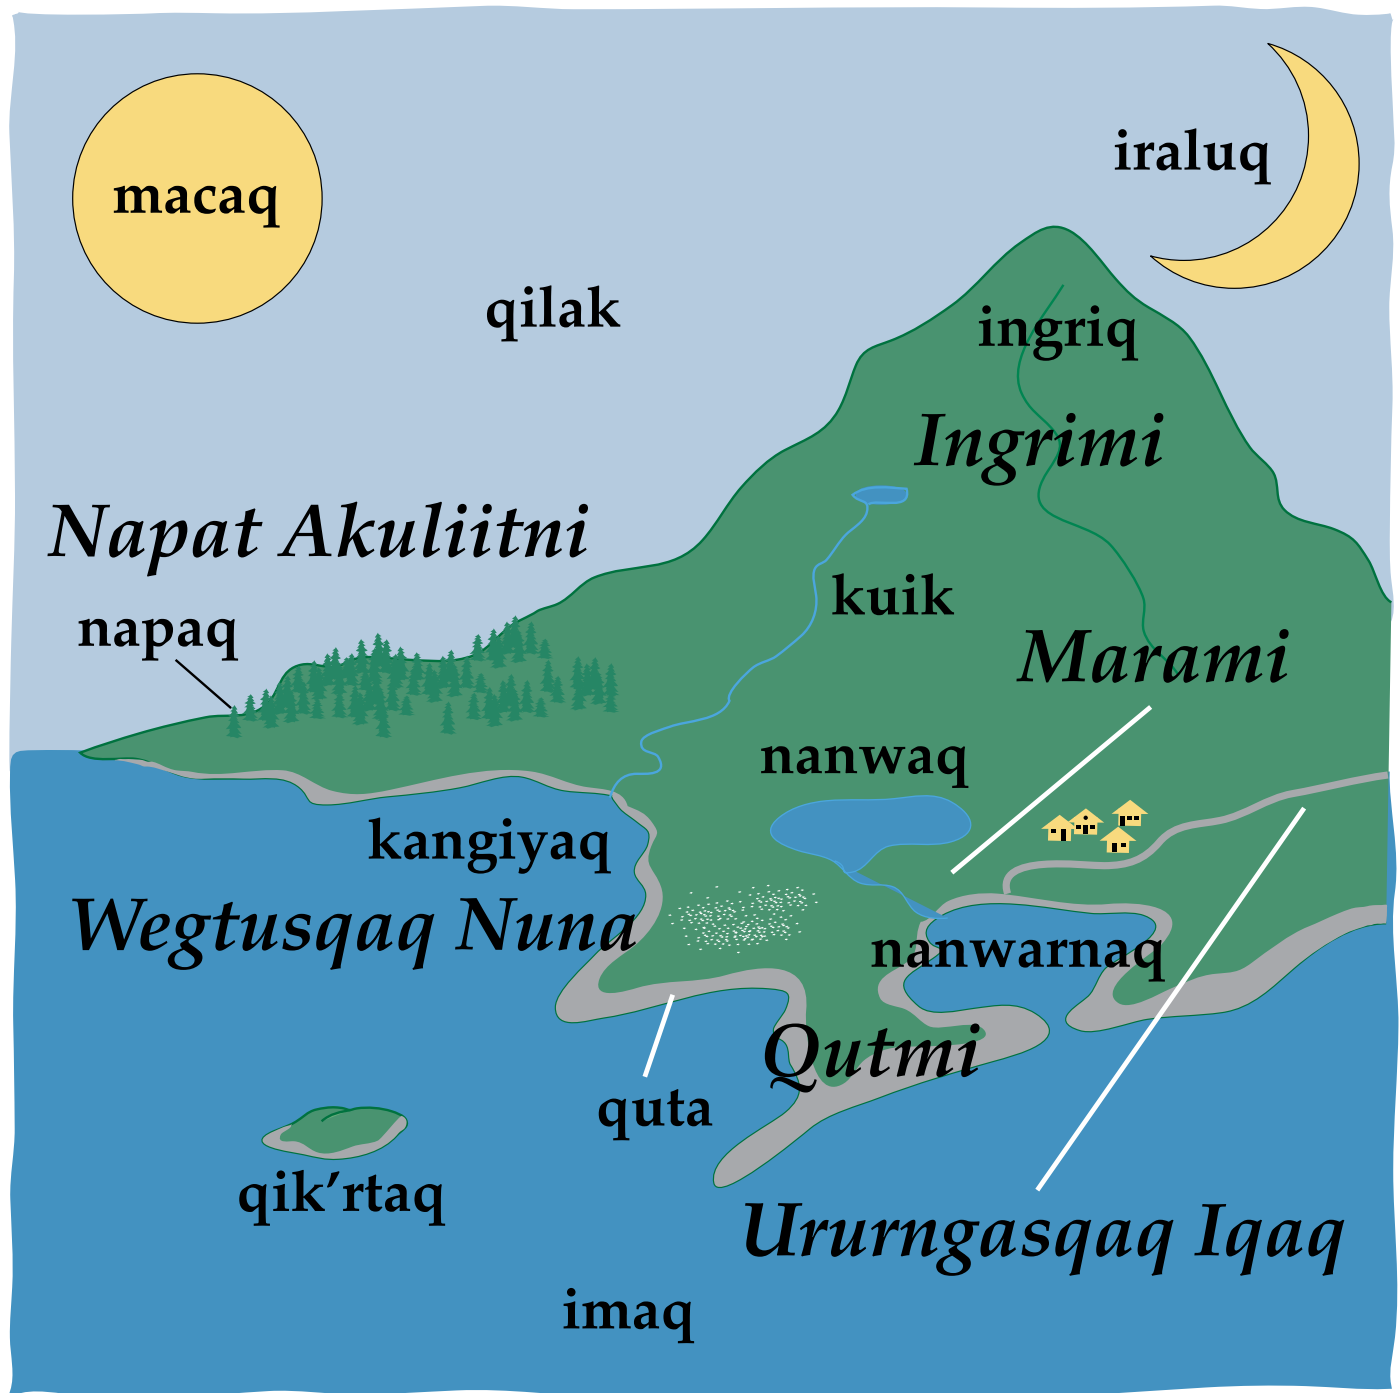 iraluq
macaq
qilak
ingriq
Ingrimi
Napat Akuliitni
kuik
napaq
Marami
nanwaq
kangiyaq
Wegtusqaq Nuna
nanwarnaq
Qutmi
quta
qik’rtaq
Ururngasqaq Iqaq
imaq